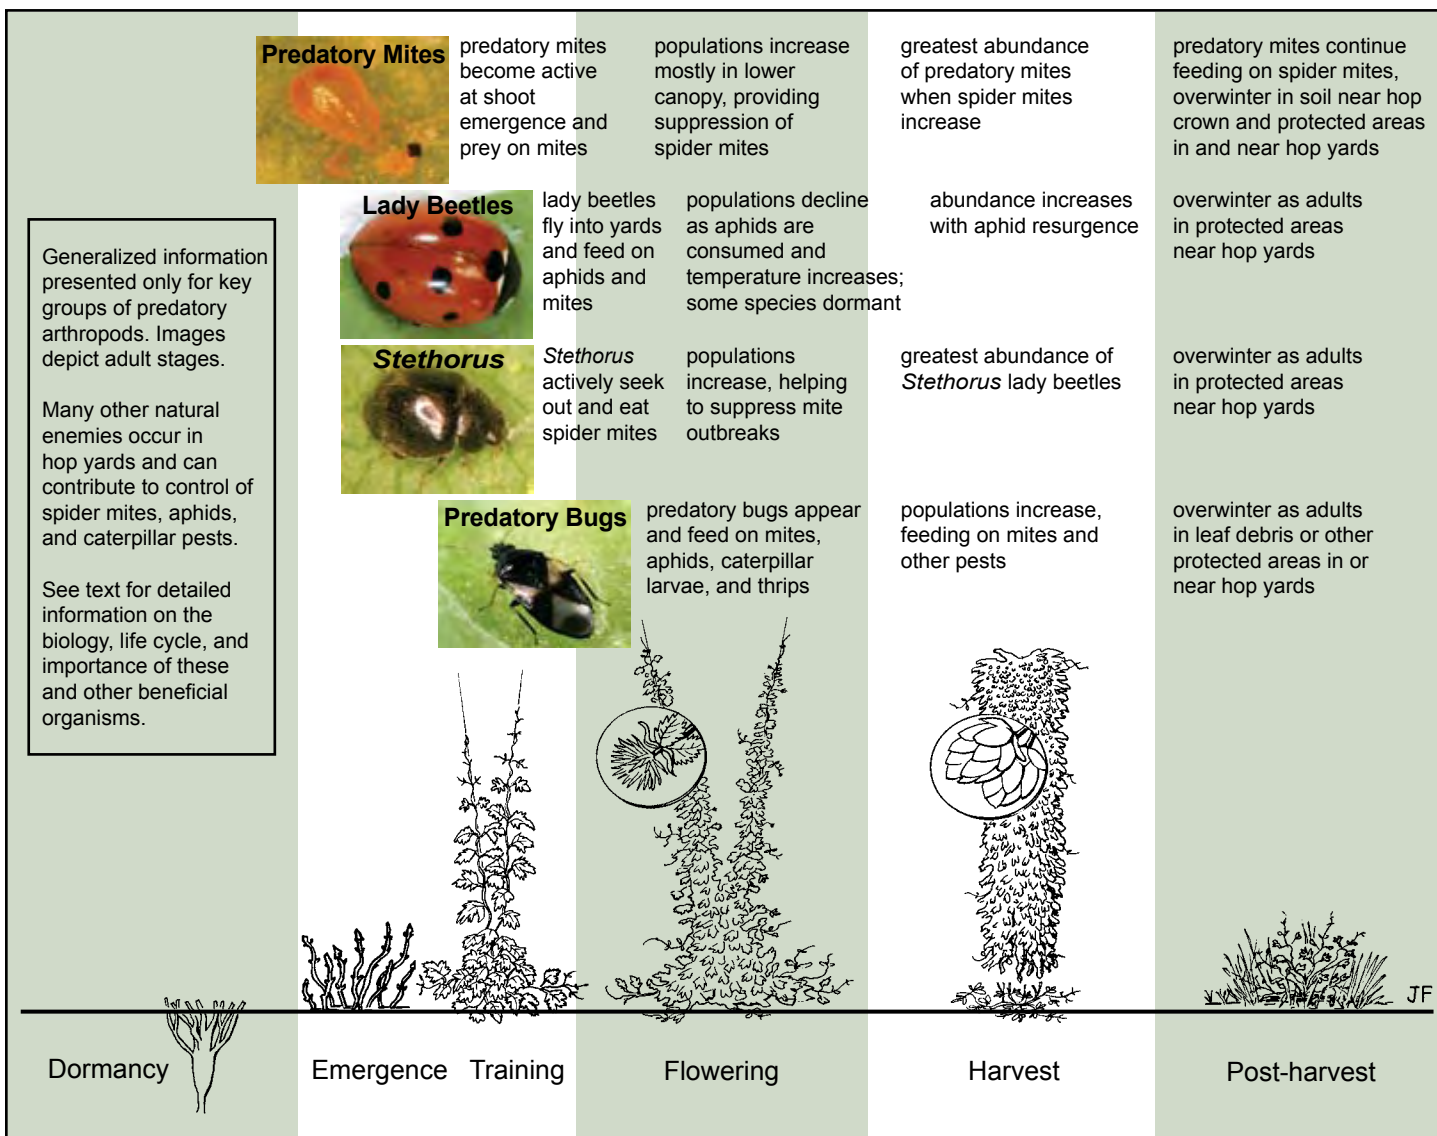 Predatory Mites
predatory mites
become active
at shoot
emergence and
prey on mites
populations increase
mostly in lower
canopy, providing
suppression of
spider mites
greatest abundance
of predatory mites
when spider mites
increase
predatory mites continue
feeding on spider mites,
overwinter in soil near hop
crown and protected areas
in and near hop yards
Lady Beetles
lady beetles
fly into yards
and feed on
aphids and
mites
populations decline
as aphids are
consumed and
temperature increases;
some species dormant
abundance increases
with aphid resurgence
overwinter as adults
in protected areas
near hop yards
Generalized information
presented only for key
groups of predatory
arthropods. Images
depict adult stages.
Many other natural
enemies occur in
hop yards and can
contribute to control of
spider mites, aphids,
and caterpillar pests.
See text for detailed
information on the
biology, life cycle, and
importance of these
and other beneficial
organisms.
Stethorus
Stethorus
actively seek
out and eat
spider mites
populations
increase, helping
to suppress mite
outbreaks
greatest abundance of
Stethorus lady beetles
overwinter as adults
in protected areas
near hop yards
Predatory Bugs
predatory bugs appear
and feed on mites,
aphids, caterpillar
larvae, and thrips
populations increase,
feeding on mites and
other pests
overwinter as adults
in leaf debris or other
protected areas in or
near hop yards
JF
Dormancy
Emergence
Training
Flowering
Harvest
Post-harvest